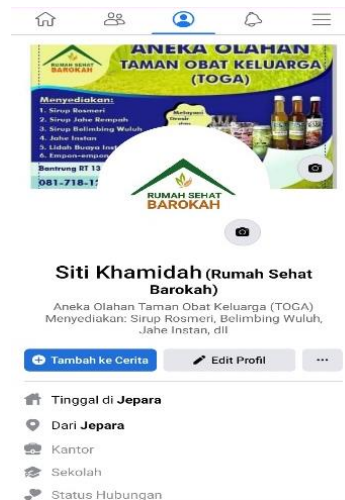 ANEKA OLAHAN
TAMAN OBAT KELUARGA
(TOGA)
RUMAH SEHAT
BAROKAH
Menyediakan:
1. Sirup Rosmeri
2. Sirup Jahe Rempah
3. Sirup Belimbing Wuluh
4. Jahe Instan
5. Lidah Buaya Inst
6. Empon-empon
Melayani
Grosir
dan
Bantrung RT 13
081-718-1
RUMAH SEHAT
BAROKAH
Siti Khamidah (Rumah Sehat
Barokah)
Aneka Olahan Taman Obat Keluarga (TOGA)
Menyediakan: Sirup Rosmeri, Belimbing Wuluh,
Jahe Instan, dll
Tambah ke Cerita
Edit Profil
Tinggal di Jepara
Dari Jepara
Kantor
Sekolah
Status Hubungan